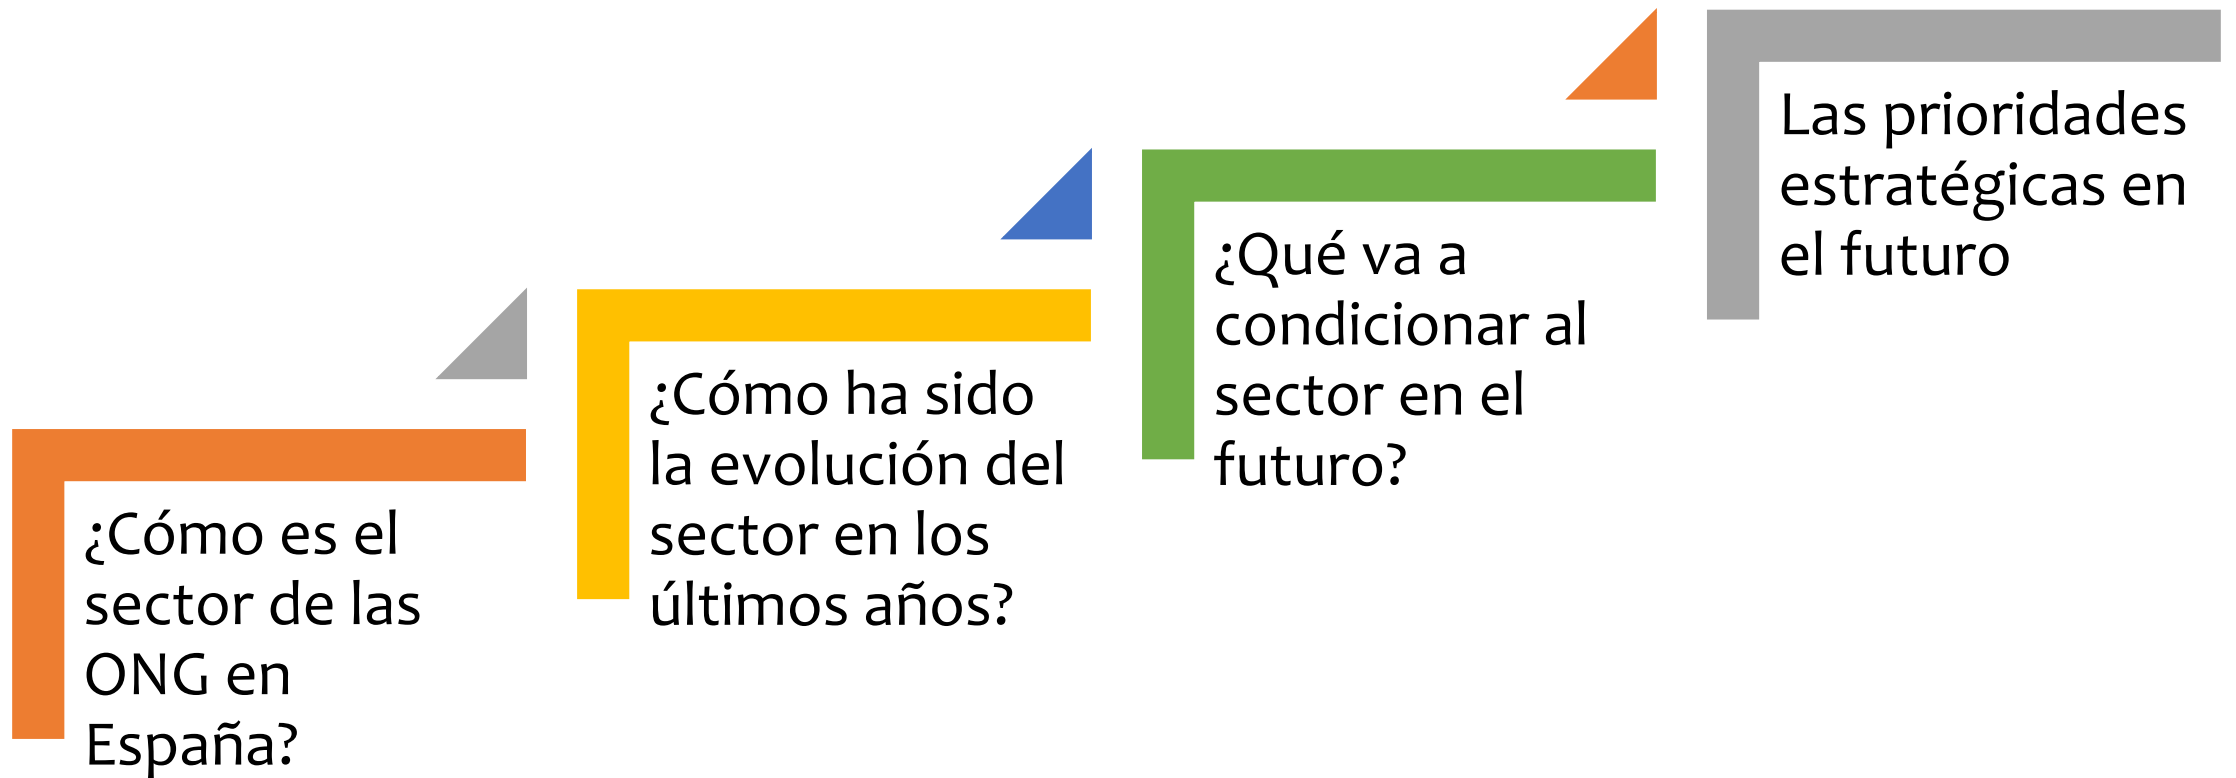 ¿Cómo es el
sector de las
ONG en
España?
¿Cómo ha sido
la evolución del
sector en los
últimos años?
¿Qué va a
condicionar al
sector en el
futuro?
Las prioridades
estratégicas en
el futuro